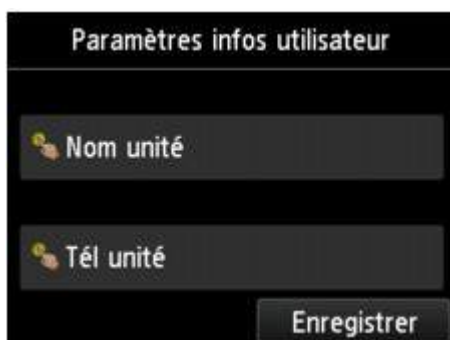 Paramètres infos utilisateur
Nom unité
Tél unité
Enregistrer